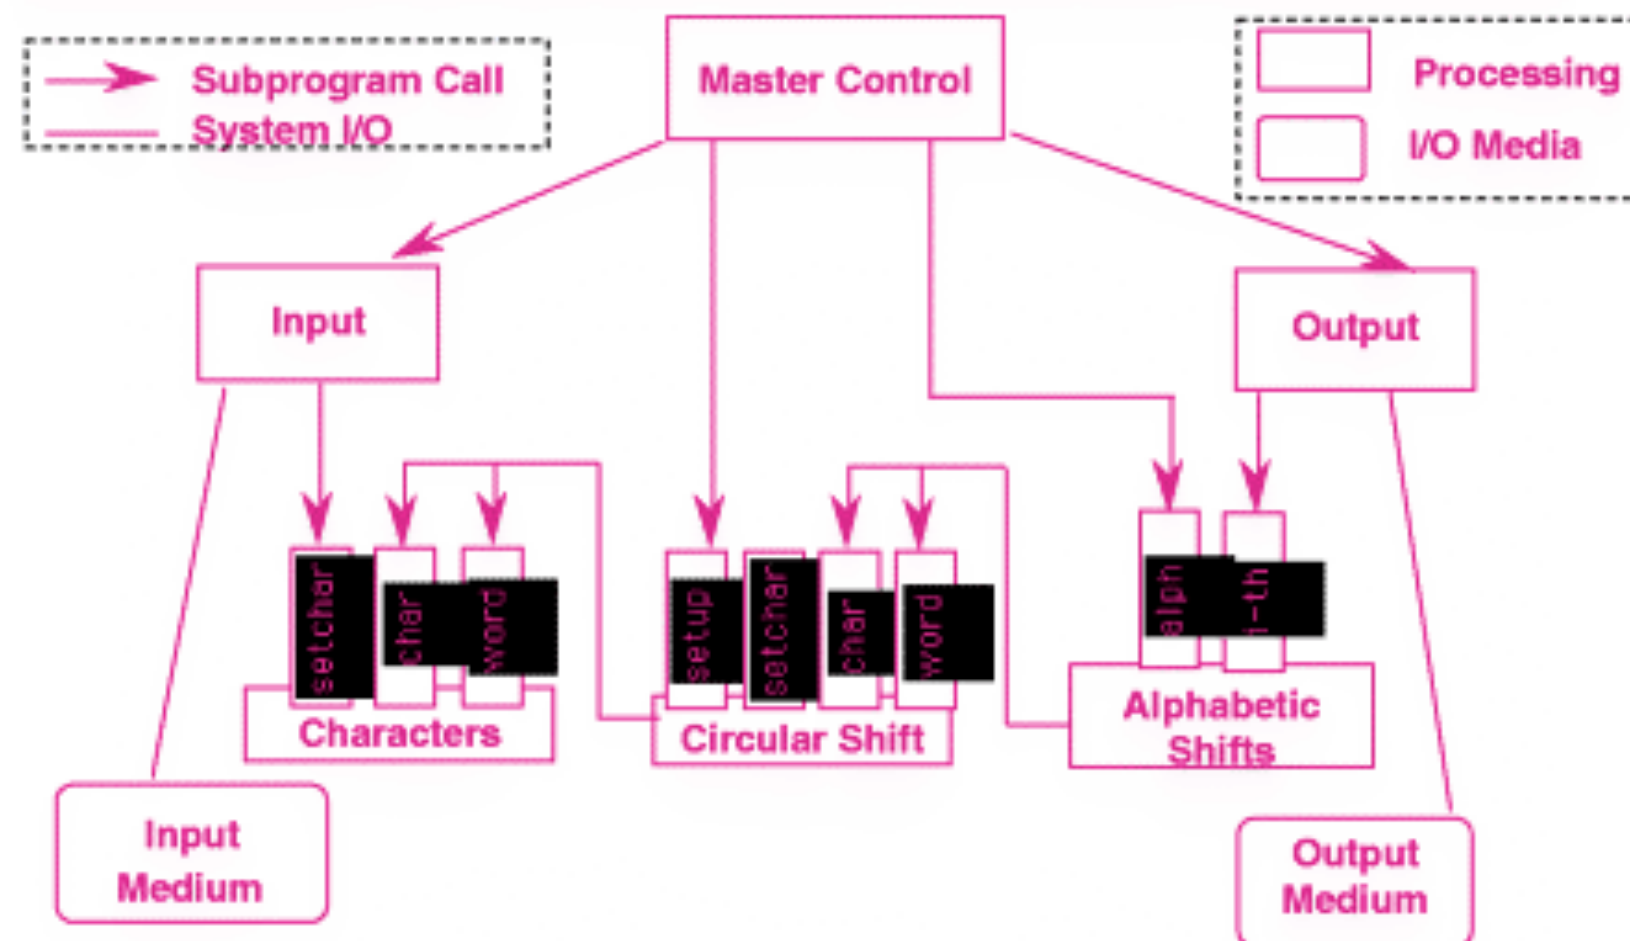 Subprogram Call
System I/O
Master Control
Processing
I/O Media
Input
Output
setchar
char
word
setup
setchar
char
word
alph
i-th
Characters
Circular Shift
Alphabetic
Shifts
Input
Medium
Output
Medium